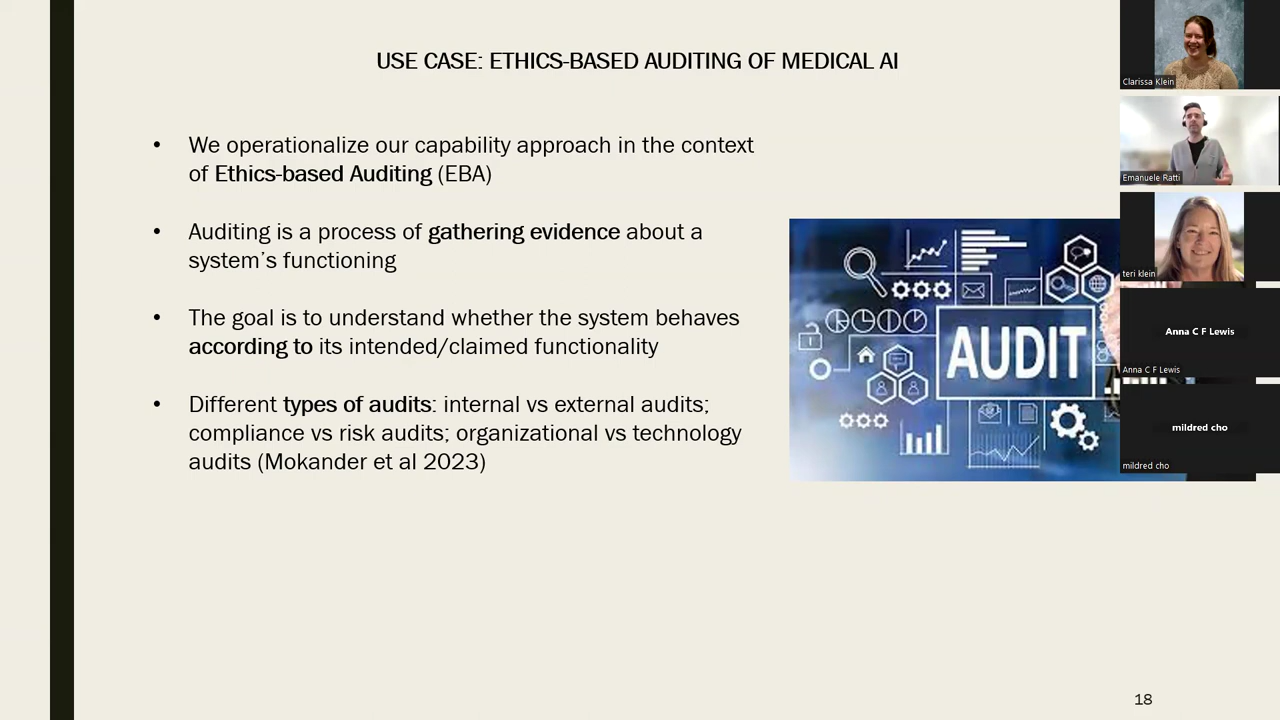 USE CASE: ETHICS-BASED AUDITING OF MEDICAL AI
• We operationalize our capability approach in the context
of Ethics-based Auditing (EBA)
• Auditing is a process of gathering evidence about a
system's functioning
• The goal is to understand whether the system behaves
according to its intended/claimed functionality
• Different types of audits: internal vs external audits;
compliance vs risk audits; organizational vs technology
audits (Mokander et al 2023)
AUDIT
Clarissa Klein
Emanuele Ratti
teri klein
Anna C F Lewis
Anna C F Lewis
mildred cho
mildred cho
18